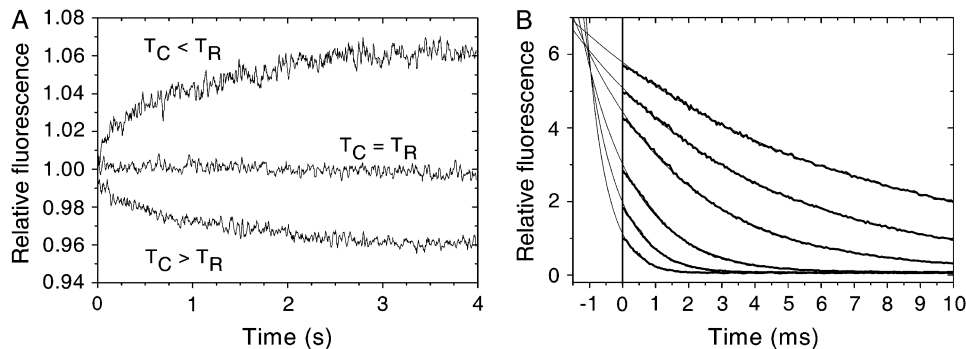 A
Relative fluorescence
1.08
1.06
1.04
1.02
1.00
0.98
0.96
0.94
T_C < T_R
T_C = T_R
T_C > T_R
0 1 2 3 4
Time (s)
B
Relative fluorescence
6
4
2
0
-1 0 1 2 3 4 5 6 7 8 9 10
Time (ms)